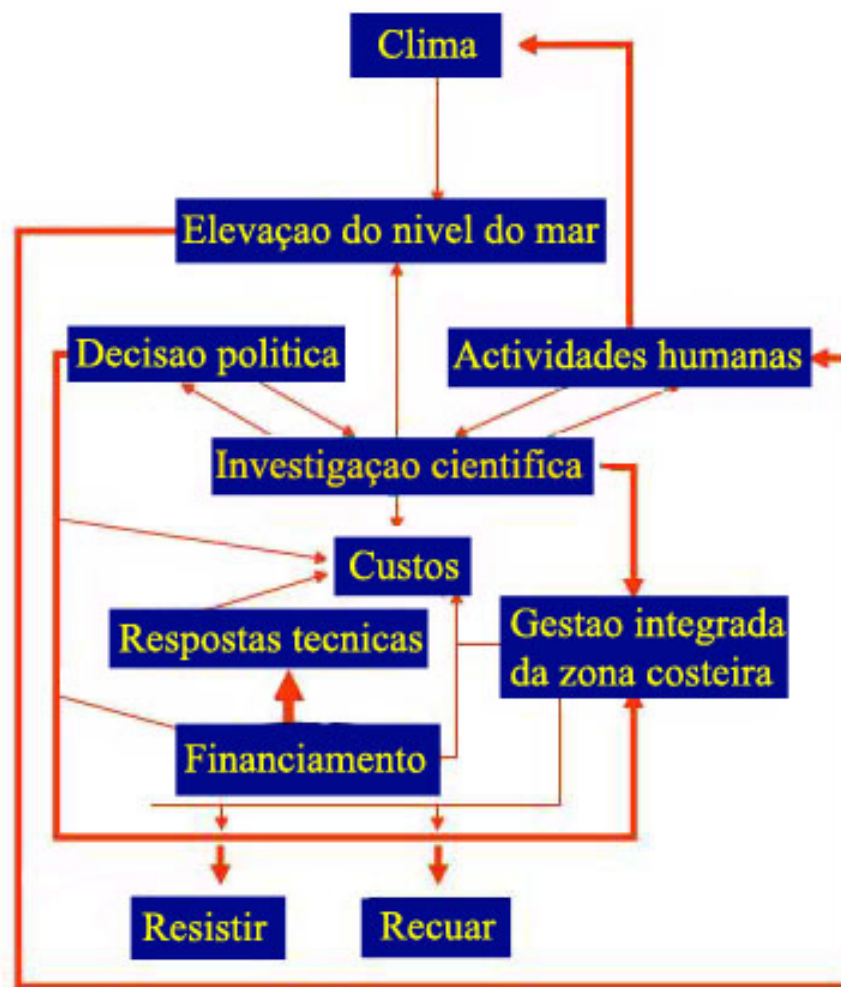 Clima
Elevaçao do nivel do mar
Decisao politica
Actividades humanas
Investigaçao cientifica
Custos
Respostas tecnicas
Gestao integrada
da zona costeira
Financiamento
Resistir
Recuar